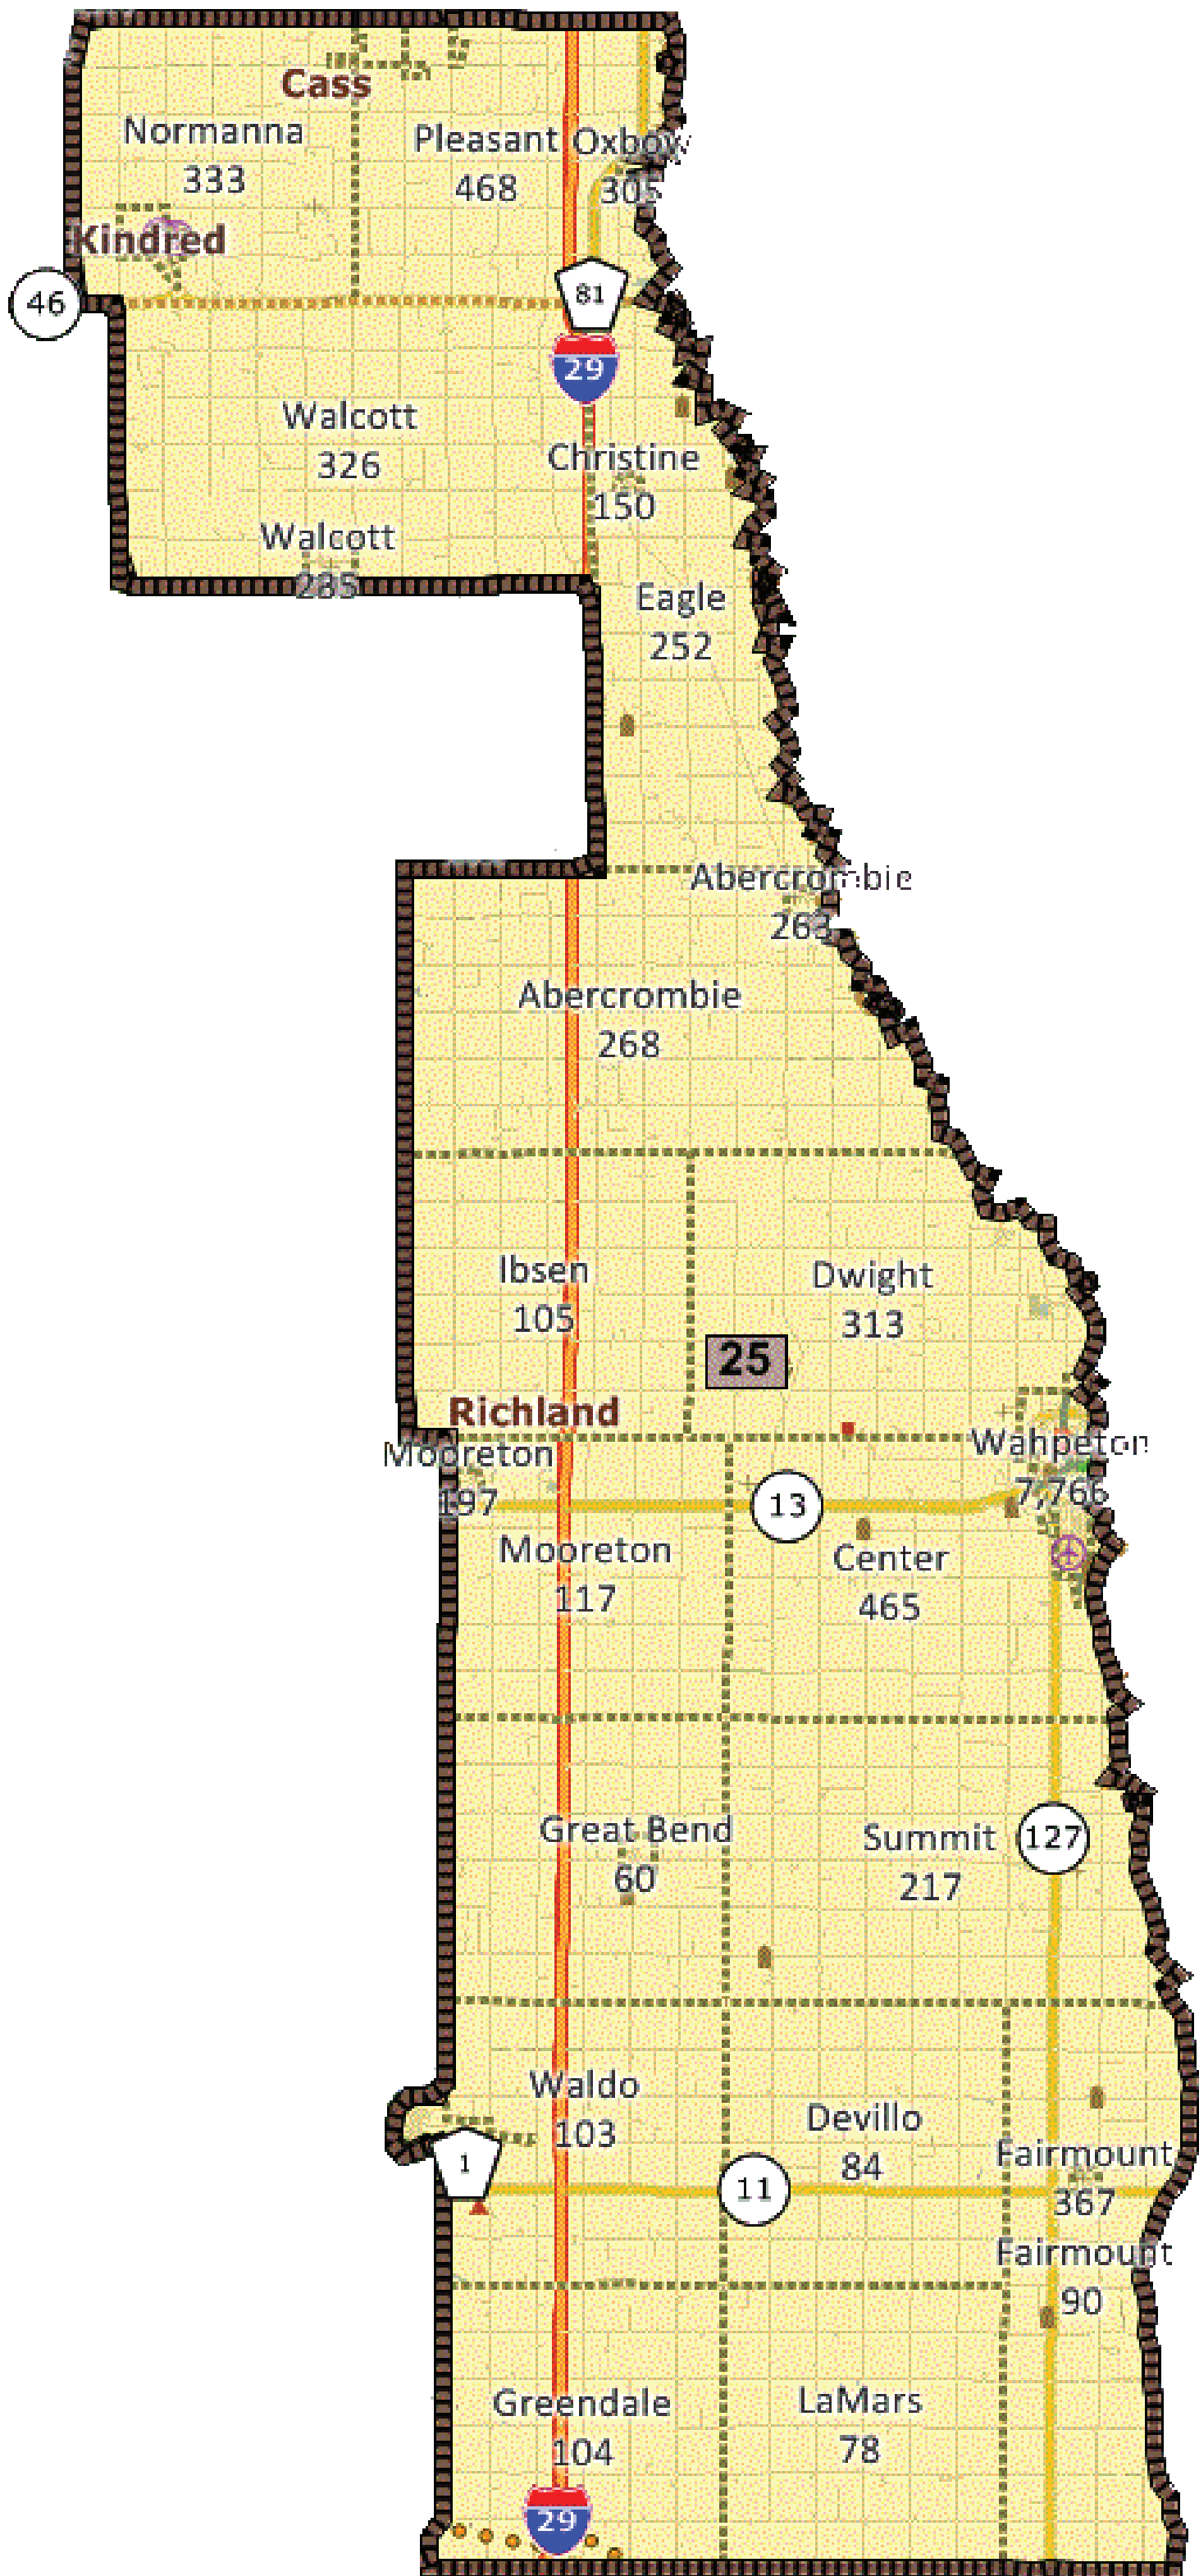 Cass
Normanna
333
Pleasant
468
Oxbow
305
Kindred
46
81
29
Walcott
326
Christine
150
Walcott
235
Eagle
252
Abercrombie
263
Abercrombie
268
Ibsen
105
Dwight
313
25
Richland
Mooreton
197
Wahpeton
7,766
13
Mooreton
117
Center
465
Great Bend
60
Summit
217
127
Waldo
103
Devillo
84
1
11
Fairmount
367
Fairmount
90
Greendale
104
LaMars
78
29